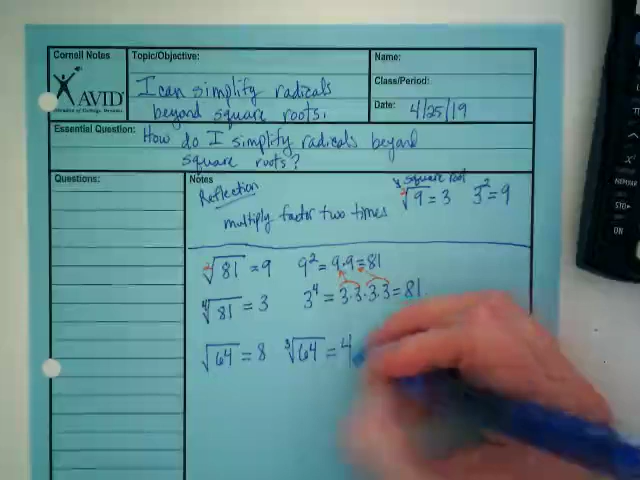 Cornell Notes
Topic/Objective:
Name:
AVID
I can simplify radicals
beyond square roots.
Class/Period:
Date: 4/25/19
Essential Question: How do I simplify radicals beyond
square roots?
Questions:
Notes
Reflection
square root
²√9 = 3 3² = 9
multiply factor two times
²√81 = 9 9² = 9·9 = 81
⁴√81 = 3 3⁴ = 3·3·3·3 = 81
√64 = 8 ³√64 = 4